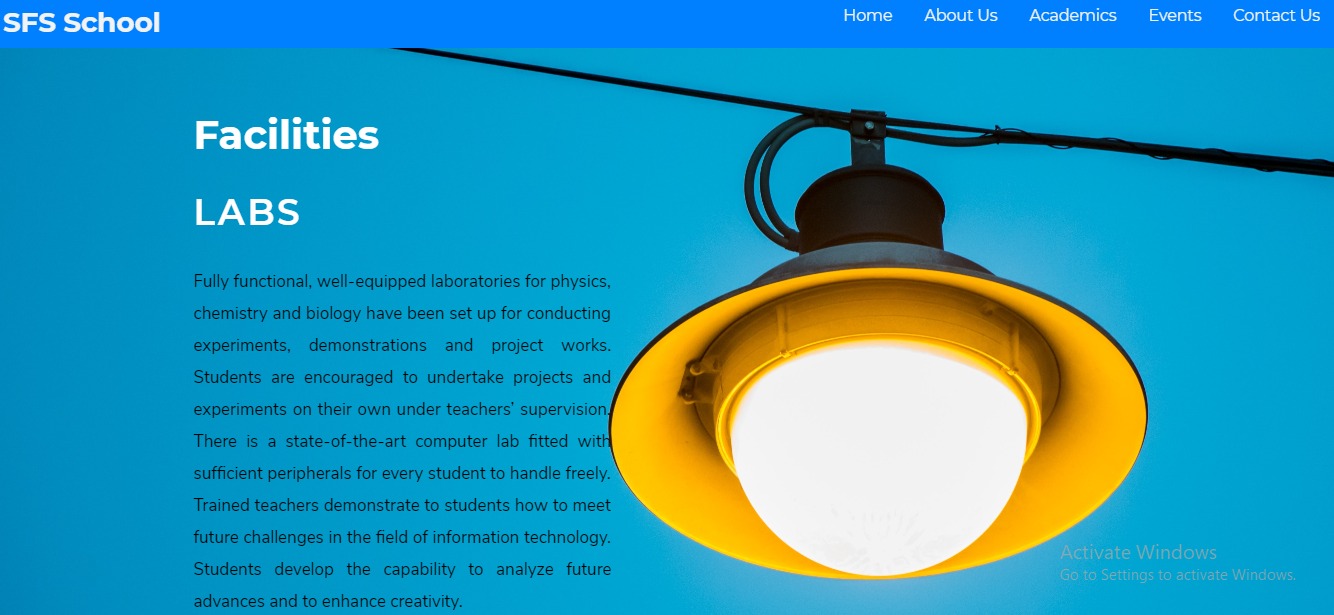 SFS School
Home About Us Academics Events Contact Us
Facilities
LABS
Fully functional, well-equipped laboratories for physics,
chemistry and biology have been set up for conducting
experiments, demonstrations and project works.
Students are encouraged to undertake projects and
experiments on their own under teachers’ supervision.
There is a state-of-the-art computer lab fitted with
sufficient peripherals for every student to handle freely.
Trained teachers demonstrate to students how to meet
future challenges in the field of information technology.
Students develop the capability to analyze future
advances and to enhance creativity.
Activate Windows
Go to Settings to activate Windows.